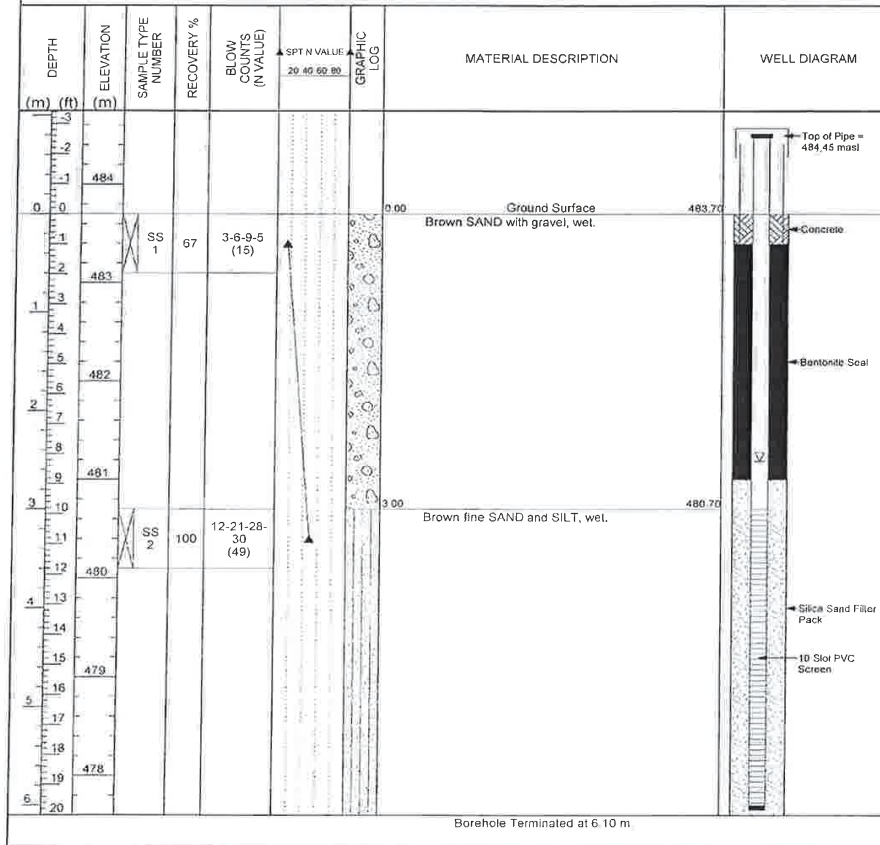 DEPTH
(m) (ft)
ELEVATION
(m)
SAMPLE TYPE
NUMBER
RECOVERY %
BLOW
COUNTS
(N VALUE)
SPT N VALUE
20 40 60 80
GRAPHIC
LOG
MATERIAL DESCRIPTION
WELL DIAGRAM
-3
-2
-1
484
0 0
1
2
483
3
1
4
5
482
6
2
7
8
9
481
3 10
11
12
480
13
4
14
15
479
16
5
17
18
478
19
6 20
SS
1
67
3-6-9-5
(15)
SS
2
100
12-21-28-
30
(49)
0.00 Ground Surface 483.70
Brown SAND with gravel, wet.
3.00 480.70
Brown fine SAND and SILT, wet.
Borehole Terminated at 6.10 m
Top of Pipe =
484.45 masl
Concrete
Bentonite Seal
Silica Sand Filter
Pack
10 Slot PVC
Screen